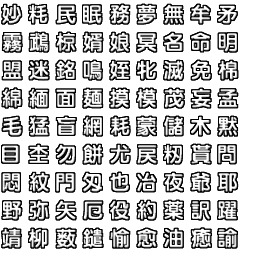 妙粍民眠務夢無牟矛
霧鵡椋婿娘冥名命明
盟迷銘鳴姪牝滅免棉
綿緬面麺摸模茂妄孟
毛猛盲網耗蒙儲木黙
目杢勿餅尤戻籾貰問
悶紋門匁也冶夜爺耶
野弥矢厄役約薬訳躍
靖柳薮鑓愉愈油癒諭